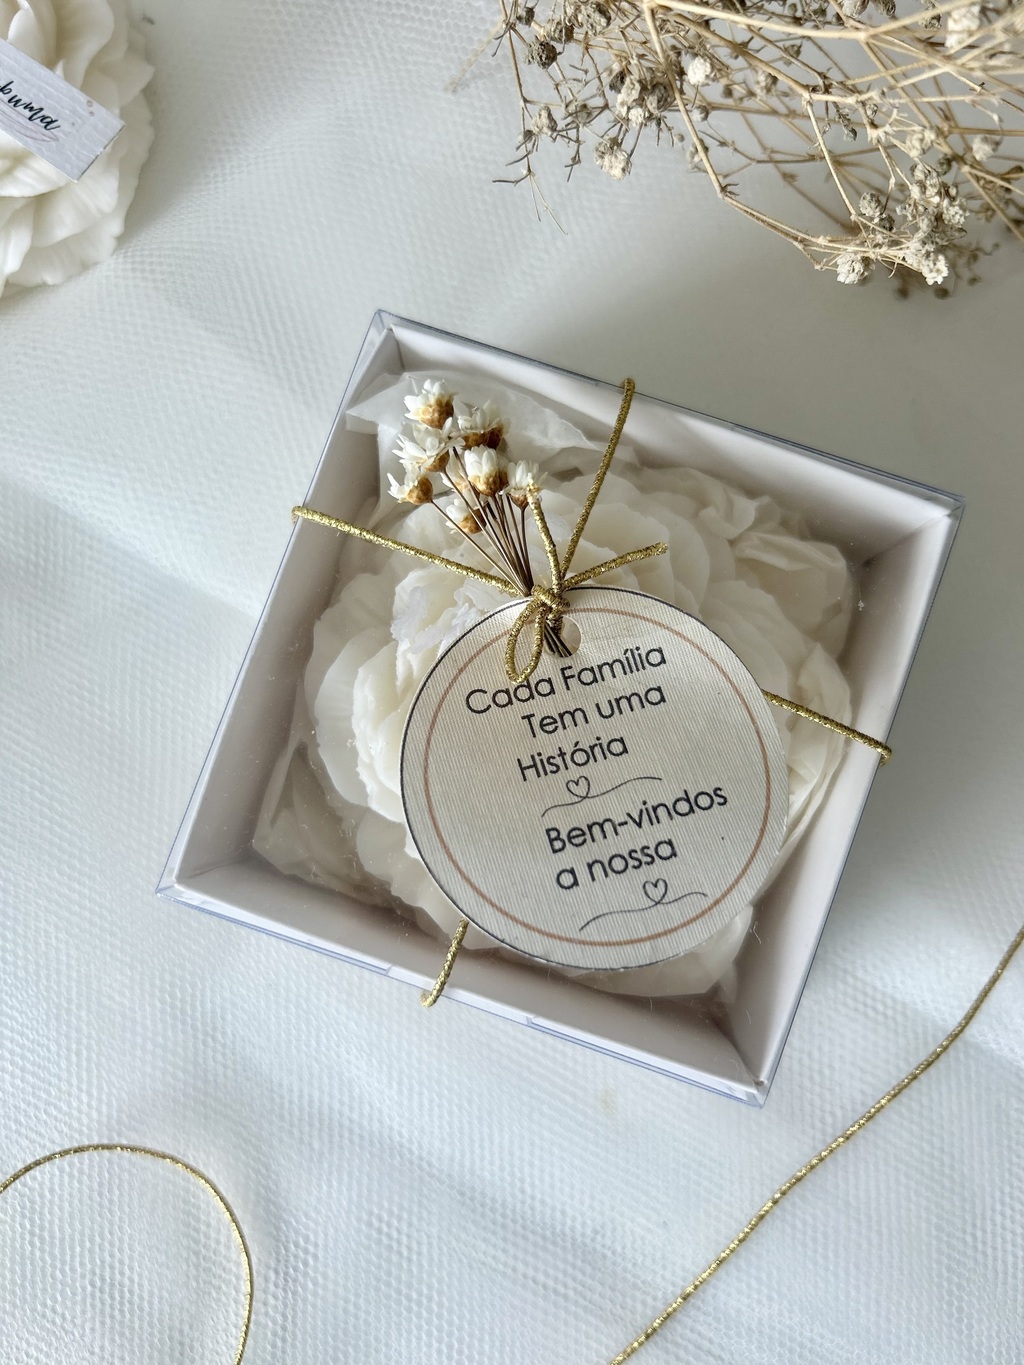 Cada Família
Tem uma
História
Bem-vindos
a nossa